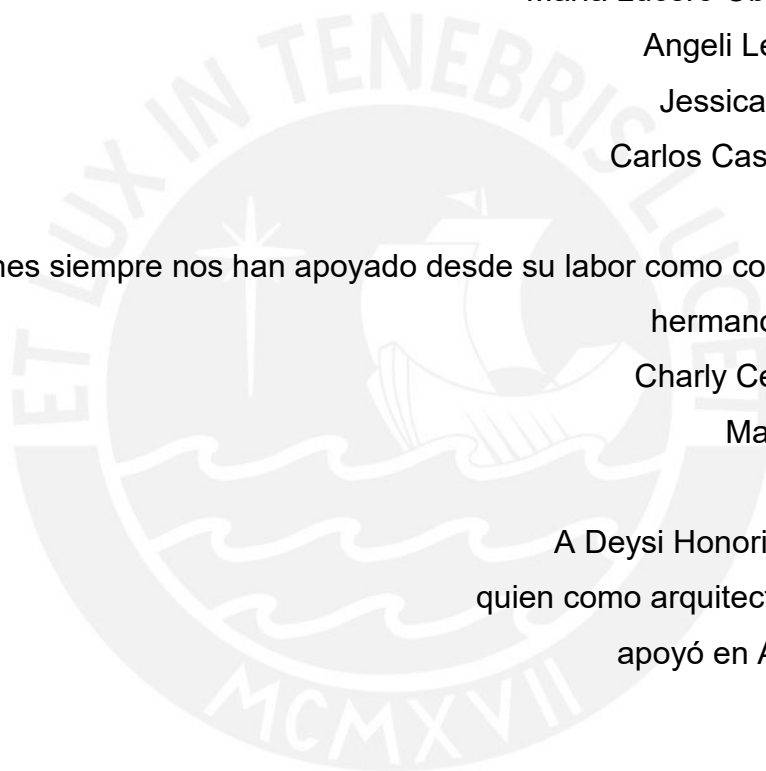 Angeli Le
Jessica
Carlos Cas
nes siempre nos han apoyado desde su labor como co
hermano
Charly Ce
Ma
A Deysi Honori
quien como arquitect
apoyó en A
ET LUX IN TENEBRIS LUCET
MCMXVII